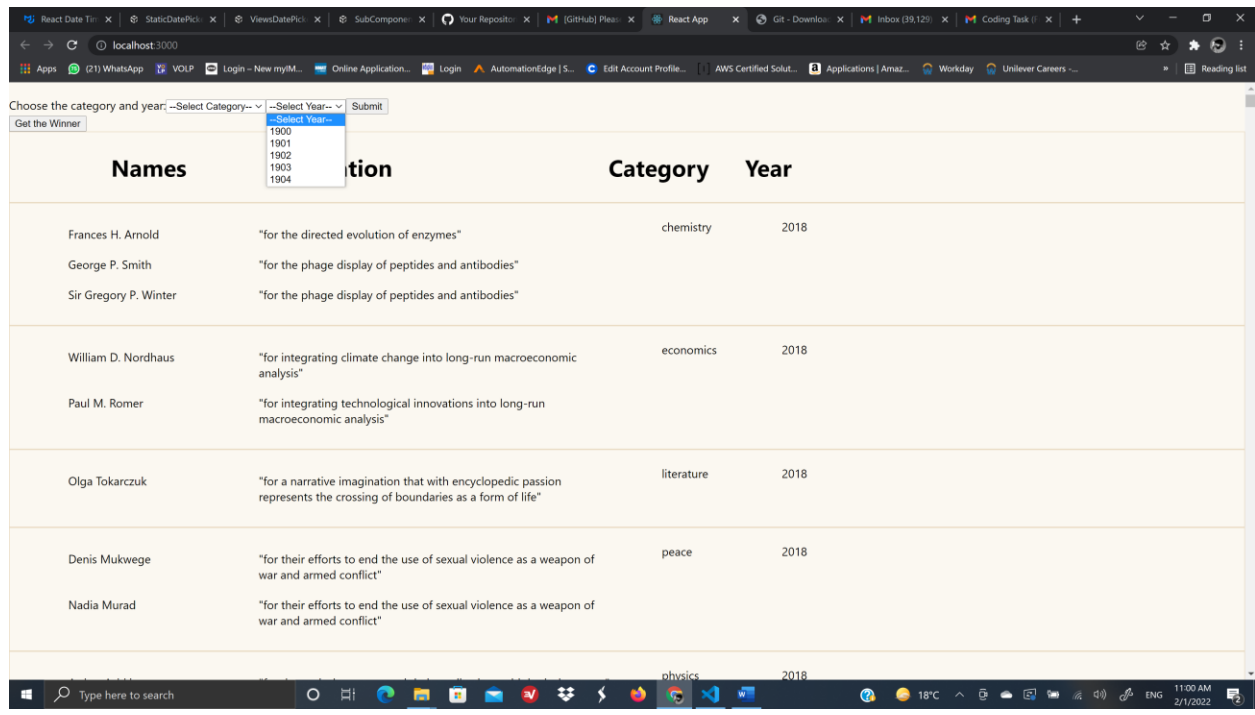 React Date Tim StaticDatePick ViewsDatePick SubComponen Your Repositor [GitHub] Pleas React App Git - Downloa Inbox (39,129) Coding Task (F
localhost:3000
Apps (21) WhatsApp VOLP Login – New myIM... Online Application... Login AutomationEdge | S... Edit Account Profile... AWS Certified Solut... Applications | Amaz... Workday Unilever Careers -... » Reading list
Choose the category and year: --Select Category-- --Select Year-- Submit
Get the Winner
--Select Year--
1900
1901
1902
1903
1904
Names tion Category Year
Frances H. Arnold "for the directed evolution of enzymes" chemistry 2018
George P. Smith "for the phage display of peptides and antibodies"
Sir Gregory P. Winter "for the phage display of peptides and antibodies"
William D. Nordhaus "for integrating climate change into long-run macroeconomic economics 2018
analysis"
Paul M. Romer "for integrating technological innovations into long-run
macroeconomic analysis"
Olga Tokarczuk "for a narrative imagination that with encyclopedic passion literature 2018
represents the crossing of boundaries as a form of life"
Denis Mukwege "for their efforts to end the use of sexual violence as a weapon of peace 2018
war and armed conflict"
Nadia Murad "for their efforts to end the use of sexual violence as a weapon of
war and armed conflict"
physics 2018
Type here to search 18°C ENG 11:00 AM
2/1/2022